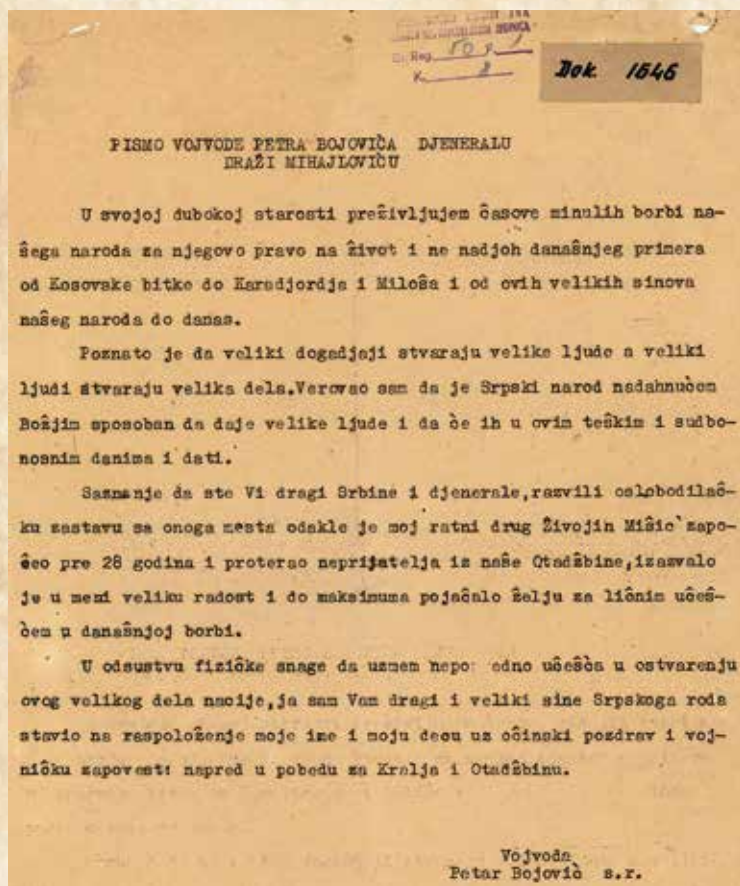 Reg 50 9/1
K. 8
Dok. 1646
PISMO VOJVODE PETRA BOJOVIĆA DJENERALU
DRAŽI MIHAJLOVIĆU
U svojoj dubokoj starosti preživljujem časove minulih borbi na-
šega naroda za njegovo pravo na život i ne nadjoh današnjeg primera
od Kosovske bitke do Karadjordja i Miloša i od ovih velikih sinova
našeg naroda do danas.
Poznato je da veliki dogadjaji stvaraju velike ljude a veliki
ljudi stvaraju velika dela.Verovao sam da je Srpski narod nadahnućem
Božjim sposoban da daje velike ljude i da će ih u ovim teškim i sudbo-
nosnim danima i dati.
Saznanje da ste Vi dragi Srbine i djenerale,razvili oslobodilač-
ku zastavu sa onoga mesta odakle je moj ratni drug Živojin Mišić zapo-
čeo pre 28 godina i proterao neprijatelja iz naše Otadžbine,izazvalo
je u meni veliku radost i do maksimuma pojačalo želju za ličnim učeš-
ćem u današnjoj borbi.
U odsustvu fizičke snage da uzmem nepo edno učešća u ostvarenju
ovog velikog dela nacije,ja sam Vam dragi i veliki sine Srpskoga roda
stavio na raspoloženje moje ime i moju decu uz očinski pozdrav i voj-
ničku zapovest: napred u pobedu za Kralja i Otadžbinu.
Vojvoda
Petar Bojović s.r.